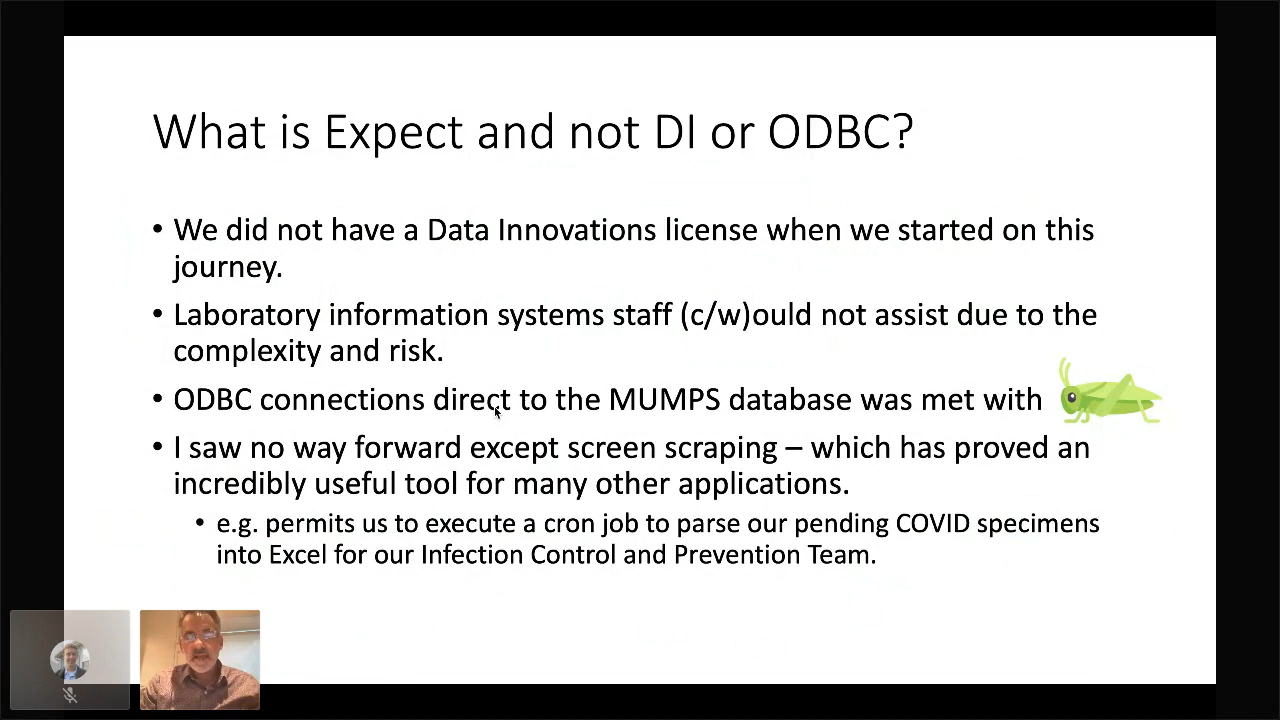 What is Expect and not DI or ODBC?
• We did not have a Data Innovations license when we started on this
journey.
• Laboratory information systems staff (c/w)ould not assist due to the
complexity and risk.
• ODBC connections direct to the MUMPS database was met with
• I saw no way forward except screen scraping – which has proved an
incredibly useful tool for many other applications.
• e.g. permits us to execute a cron job to parse our pending COVID specimens
into Excel for our Infection Control and Prevention Team.